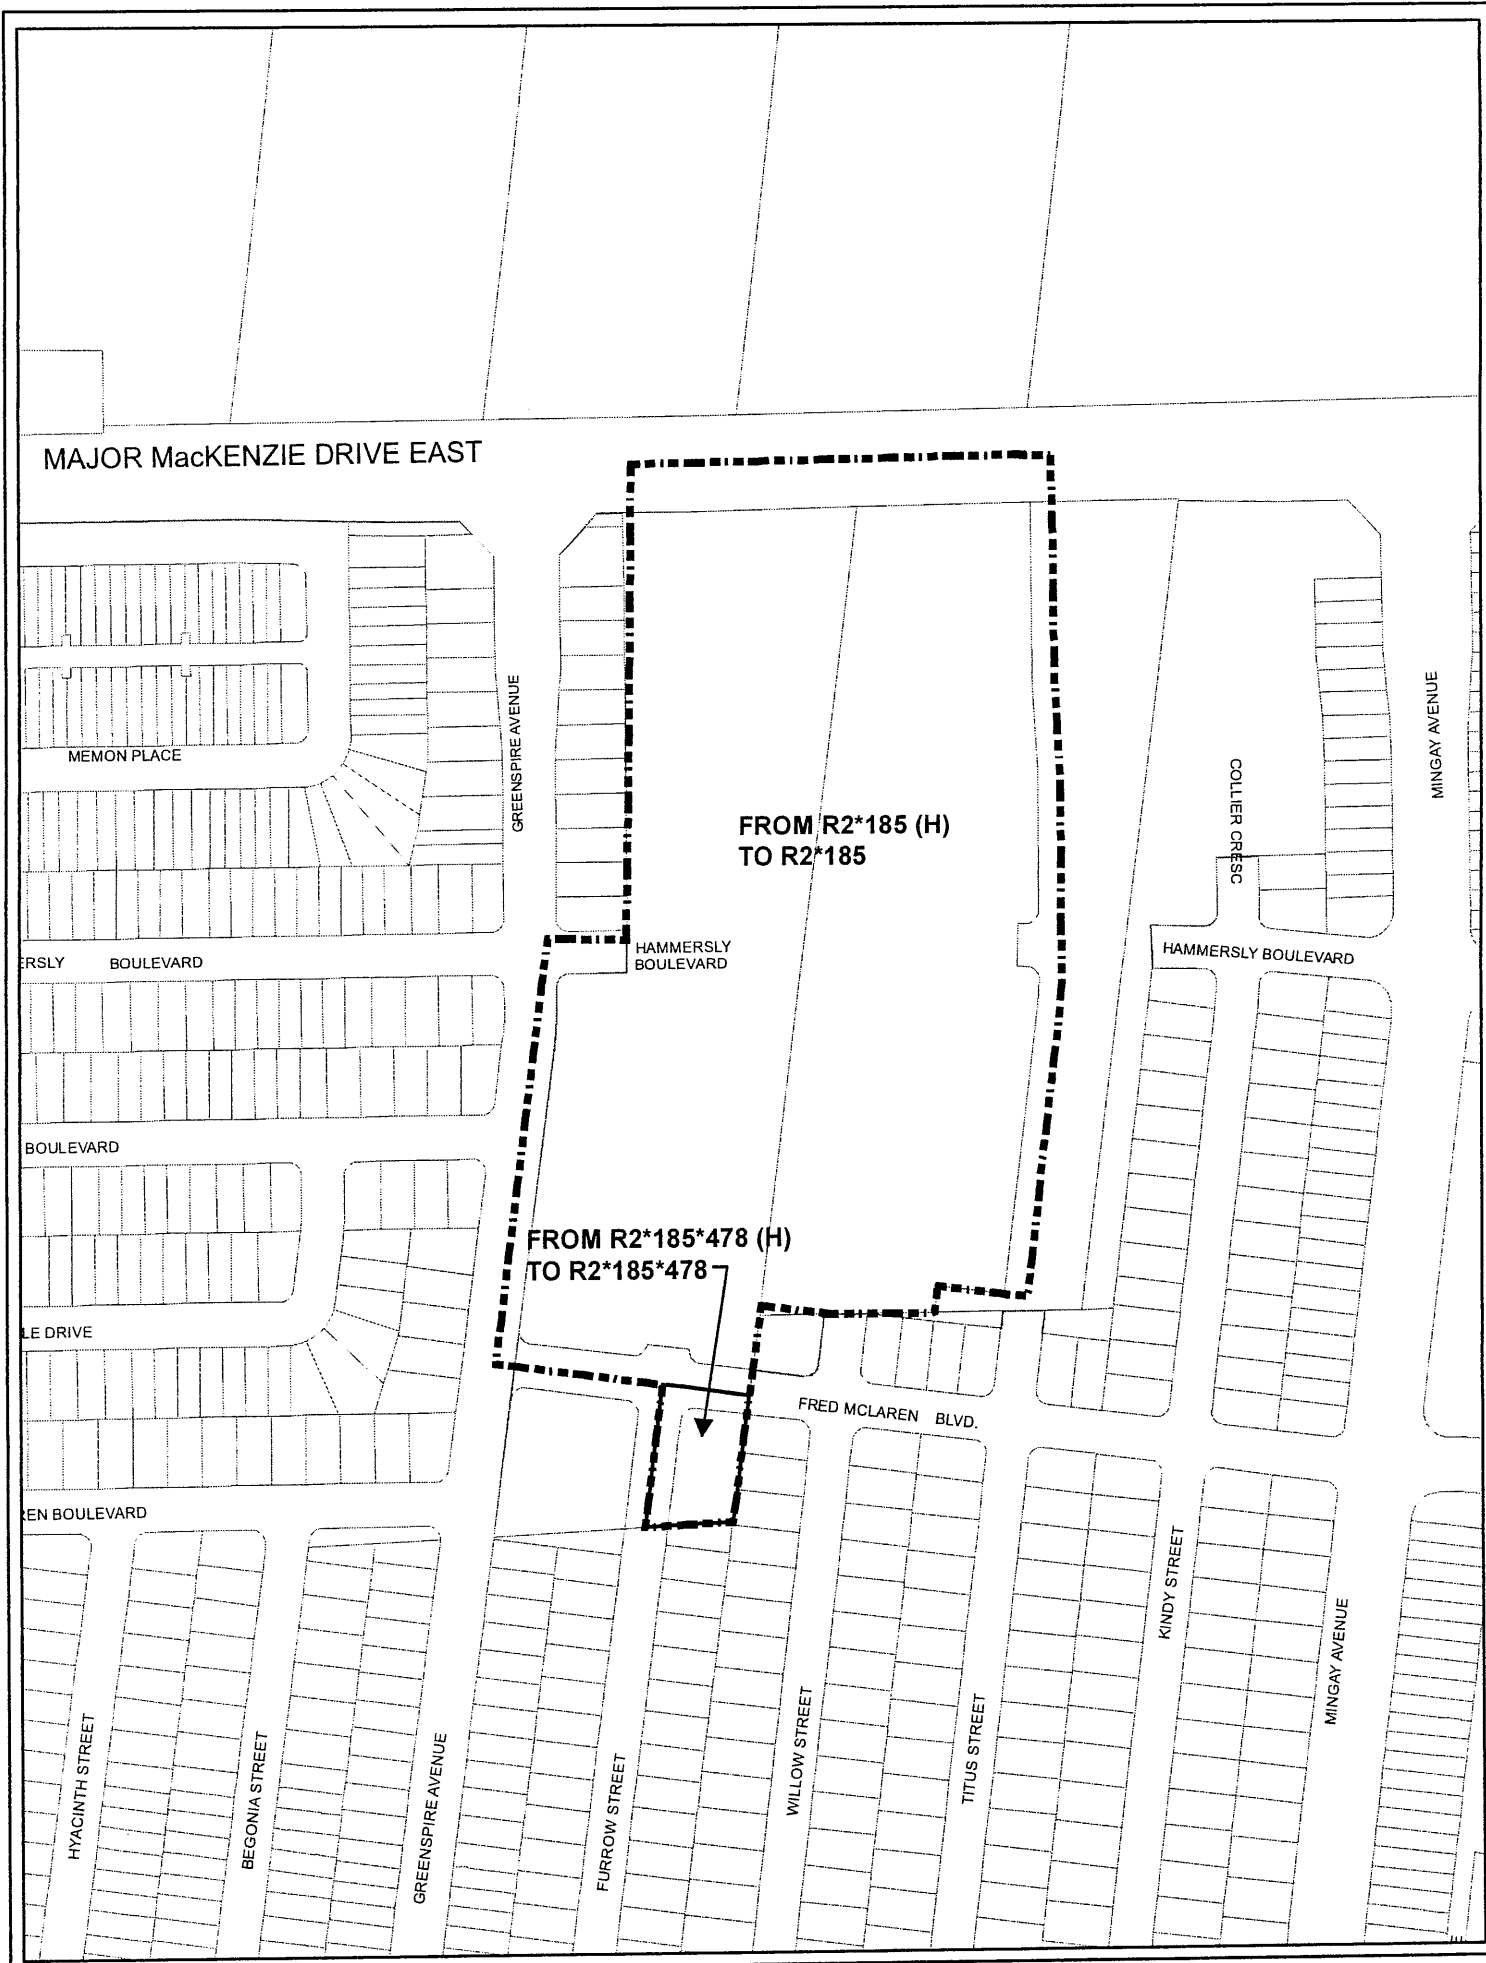 MAJOR MacKENZIE DRIVE EAST
GREENSPIRE AVENUE
MINGAY AVENUE
MEMON PLACE
COLLIER CRESC
FROM R2*185 (H)
TO R2*185
HAMMERSLY
BOULEVARD
HAMMERSLY BOULEVARD
ERSLY BOULEVARD
BOULEVARD
FROM R2*185*478 (H)
TO R2*185*478
LE DRIVE
FRED MCLAREN BLVD.
REN BOULEVARD
KINDY STREET
MINGAY AVENUE
HYACINTH STREET
BEGONIA STREET
GREENSPIRE AVENUE
FURROW STREET
WILLOW STREET
TITUS STREET